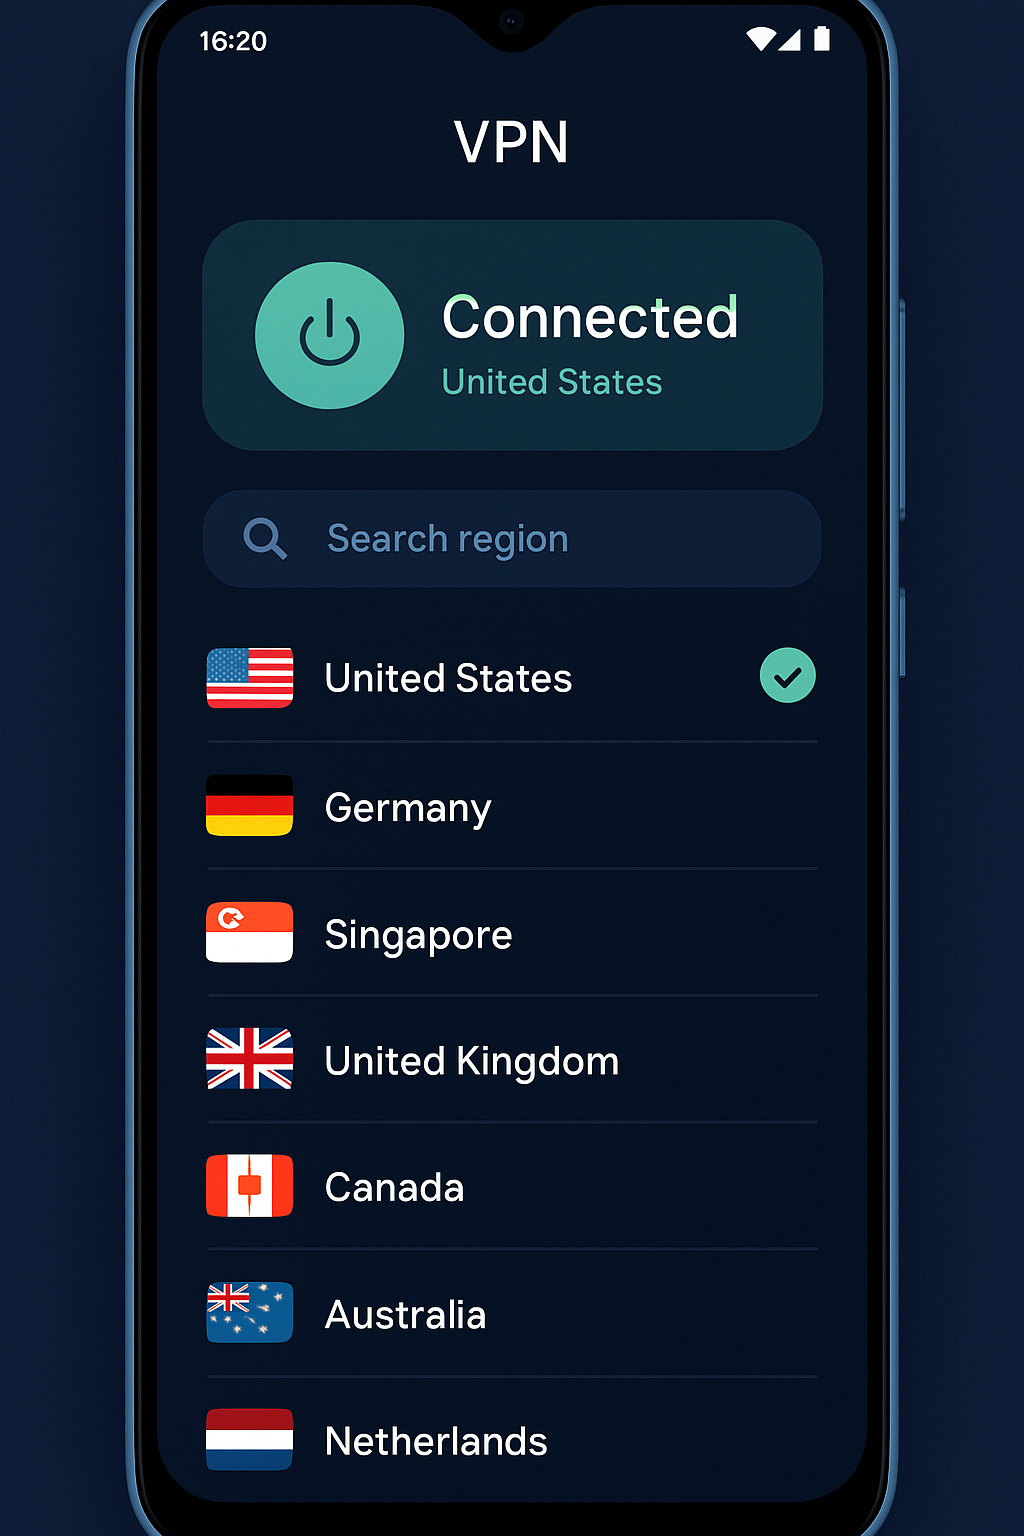 16:20
VPN
Connected
United States
Search region
United States
Germany
Singapore
United Kingdom
Canada
Australia
Netherlands